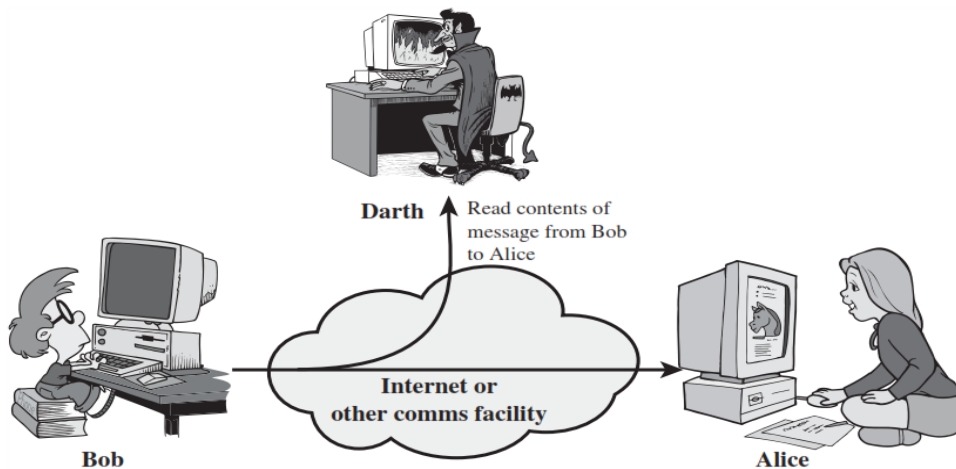 Darth
Read contents of
message from Bob
to Alice
Internet or
other comms facility
Bob
Alice